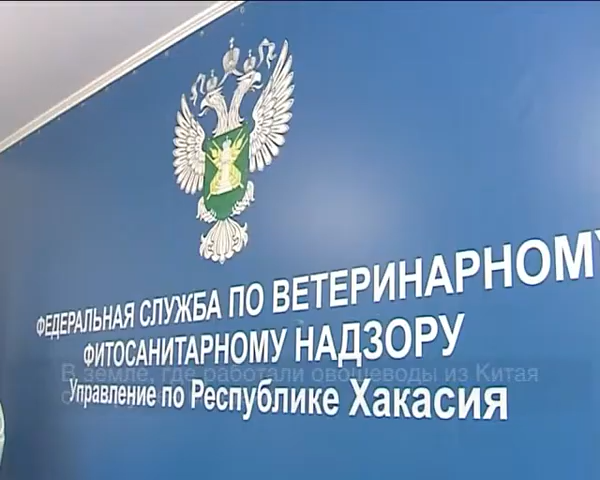 ФЕДЕРАЛЬНАЯ СЛУЖБА ПО ВЕТЕРИНАРНОМУ
ФИТОСАНИТАРНОМУ НАДЗОРУ
В земле, где работали овощеводы из Китая
Управление по Республике Хакасия